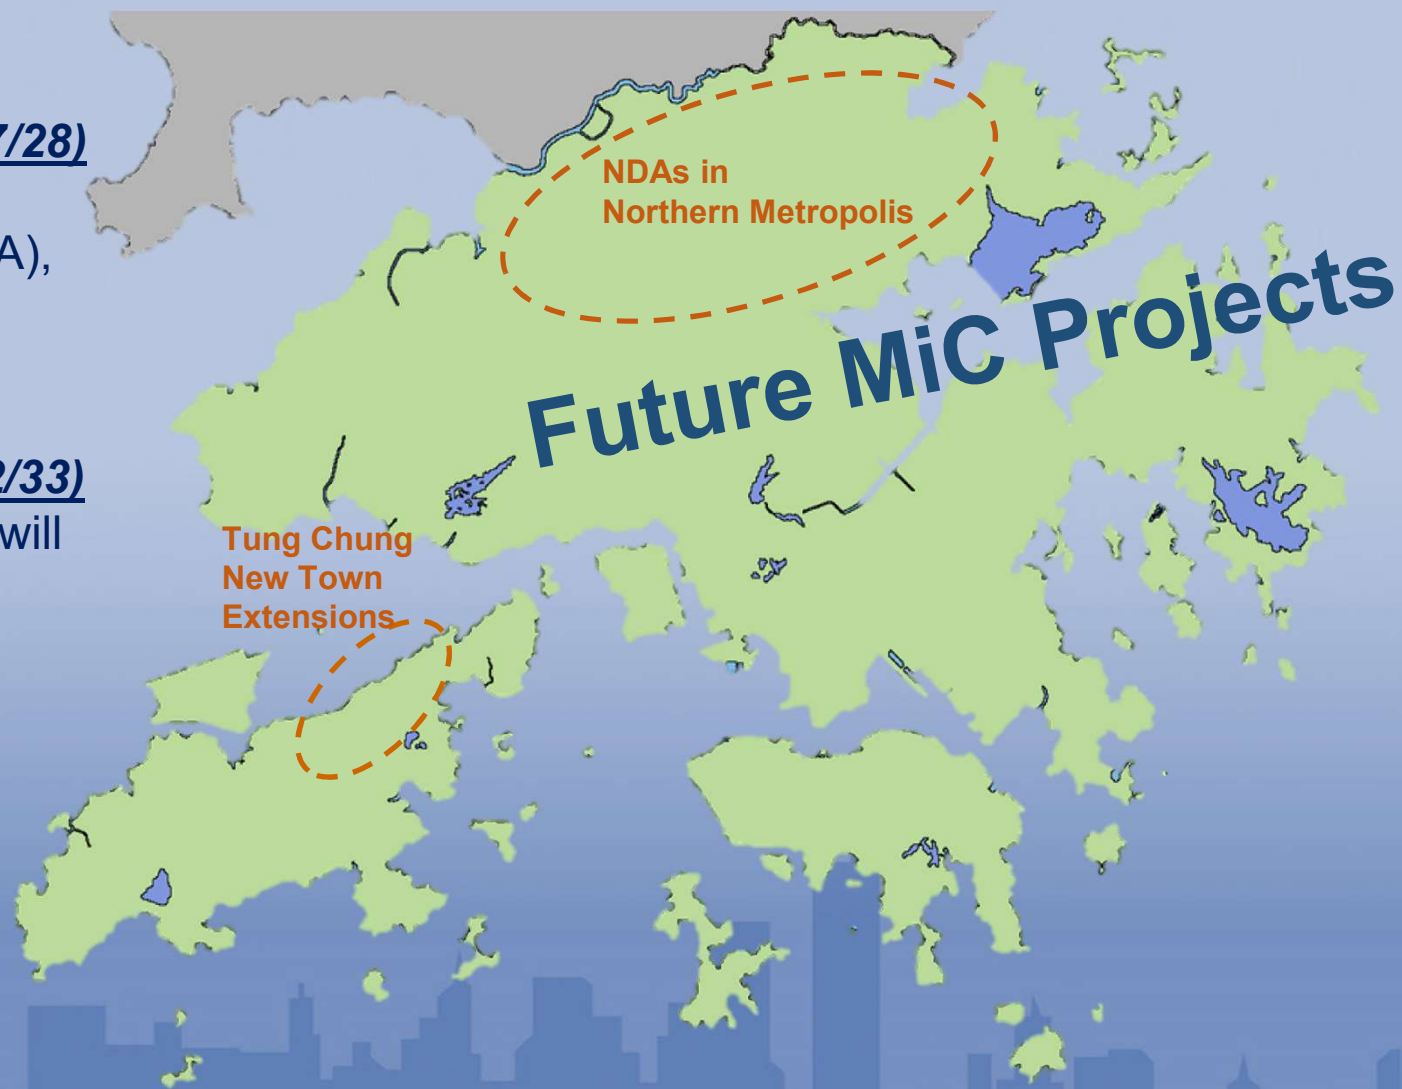 7/28)
A),
2/33)
will
NDAs in
Northern Metropolis
Future MiC Projects
Tung Chung
New Town
Extensions